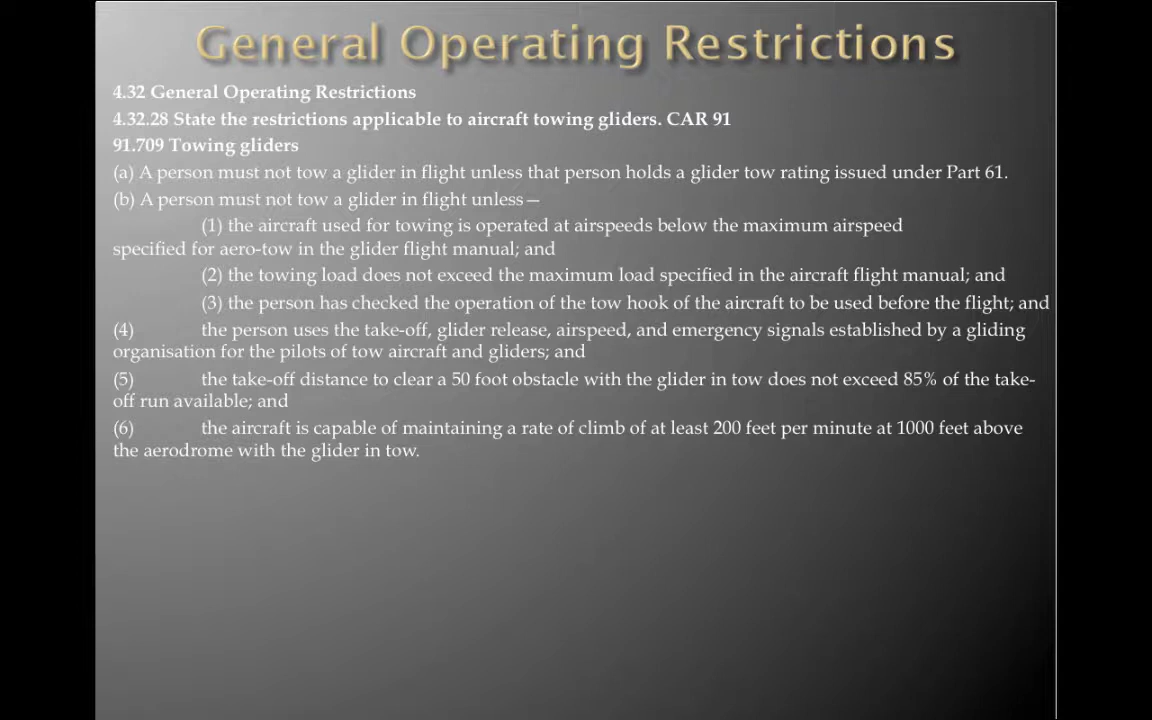 General Operating Restrictions
4.32 General Operating Restrictions
4.32.28 State the restrictions applicable to aircraft towing gliders. CAR 91
91.709 Towing gliders
(a) A person must not tow a glider in flight unless that person holds a glider tow rating issued under Part 61.
(b) A person must not tow a glider in flight unless—
(1) the aircraft used for towing is operated at airspeeds below the maximum airspeed
specified for aero-tow in the glider flight manual; and
(2) the towing load does not exceed the maximum load specified in the aircraft flight manual; and
(3) the person has checked the operation of the tow hook of the aircraft to be used before the flight; and
(4) the person uses the take-off, glider release, airspeed, and emergency signals established by a gliding
organisation for the pilots of tow aircraft and gliders; and
(5) the take-off distance to clear a 50 foot obstacle with the glider in tow does not exceed 85% of the take-
off run available; and
(6) the aircraft is capable of maintaining a rate of climb of at least 200 feet per minute at 1000 feet above
the aerodrome with the glider in tow.